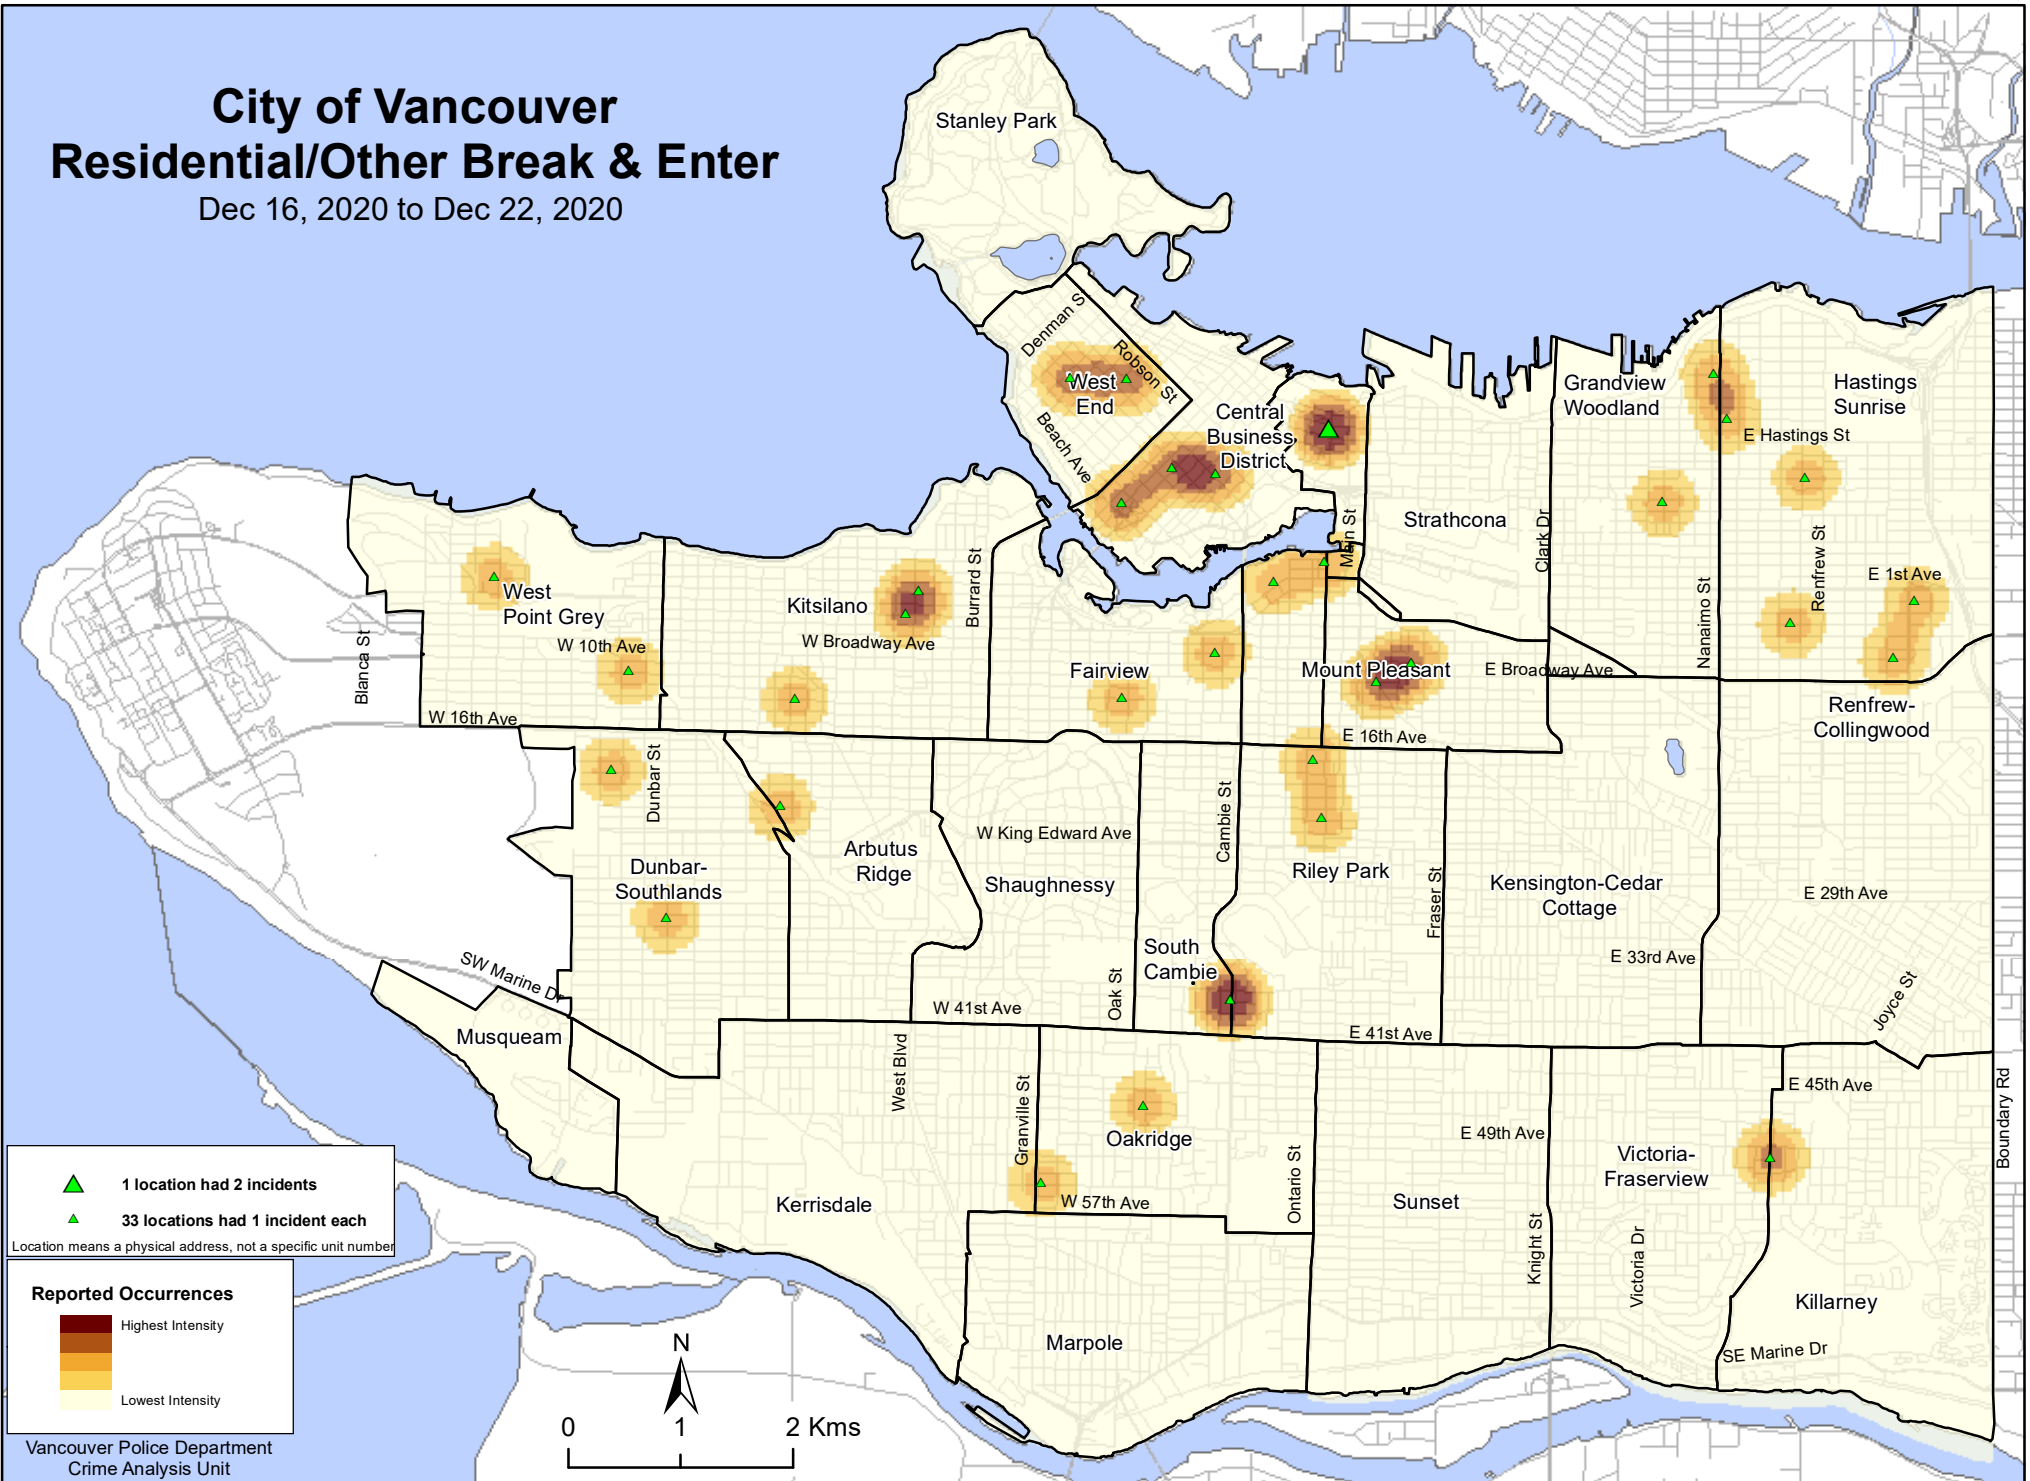 City of Vancouver
Residential/Other Break & Enter
Dec 16, 2020 to Dec 22, 2020
Stanley Park
Denman S
Robson St
West
End
Beach Ave
Central
Business
District
Grandview
Woodland
Hastings
Sunrise
E Hastings St
Strathcona
Main St
Clark Dr
Nanaimo St
Renfrew St
E 1st Ave
West
Point Grey
W 10th Ave
Blanca St
W 16th Ave
Kitsilano
W Broadway Ave
Burrard St
Fairview
Mount Pleasant
E Broadway Ave
E 16th Ave
Renfrew-
Collingwood
Dunbar St
Dunbar-
Southlands
Arbutus
Ridge
W King Edward Ave
Shaughnessy
Cambie St
Riley Park
Fraser St
Kensington-Cedar
Cottage
E 29th Ave
E 33rd Ave
South
Cambie
Oak St
W 41st Ave
E 41st Ave
Joyce St
SW Marine Dr
Musqueam
West Blvd
Granville St
Oakridge
W 57th Ave
Ontario St
Kerrisdale
E 49th Ave
Sunset
Knight St
Victoria-
Fraserview
Victoria Dr
E 45th Ave
Boundary Rd
Killarney
SE Marine Dr
Marpole
1 location had 2 incidents
33 locations had 1 incident each
Location means a physical address, not a specific unit number
Reported Occurrences
Highest Intensity
Lowest Intensity
Vancouver Police Department
Crime Analysis Unit
N
0 1 2 Kms